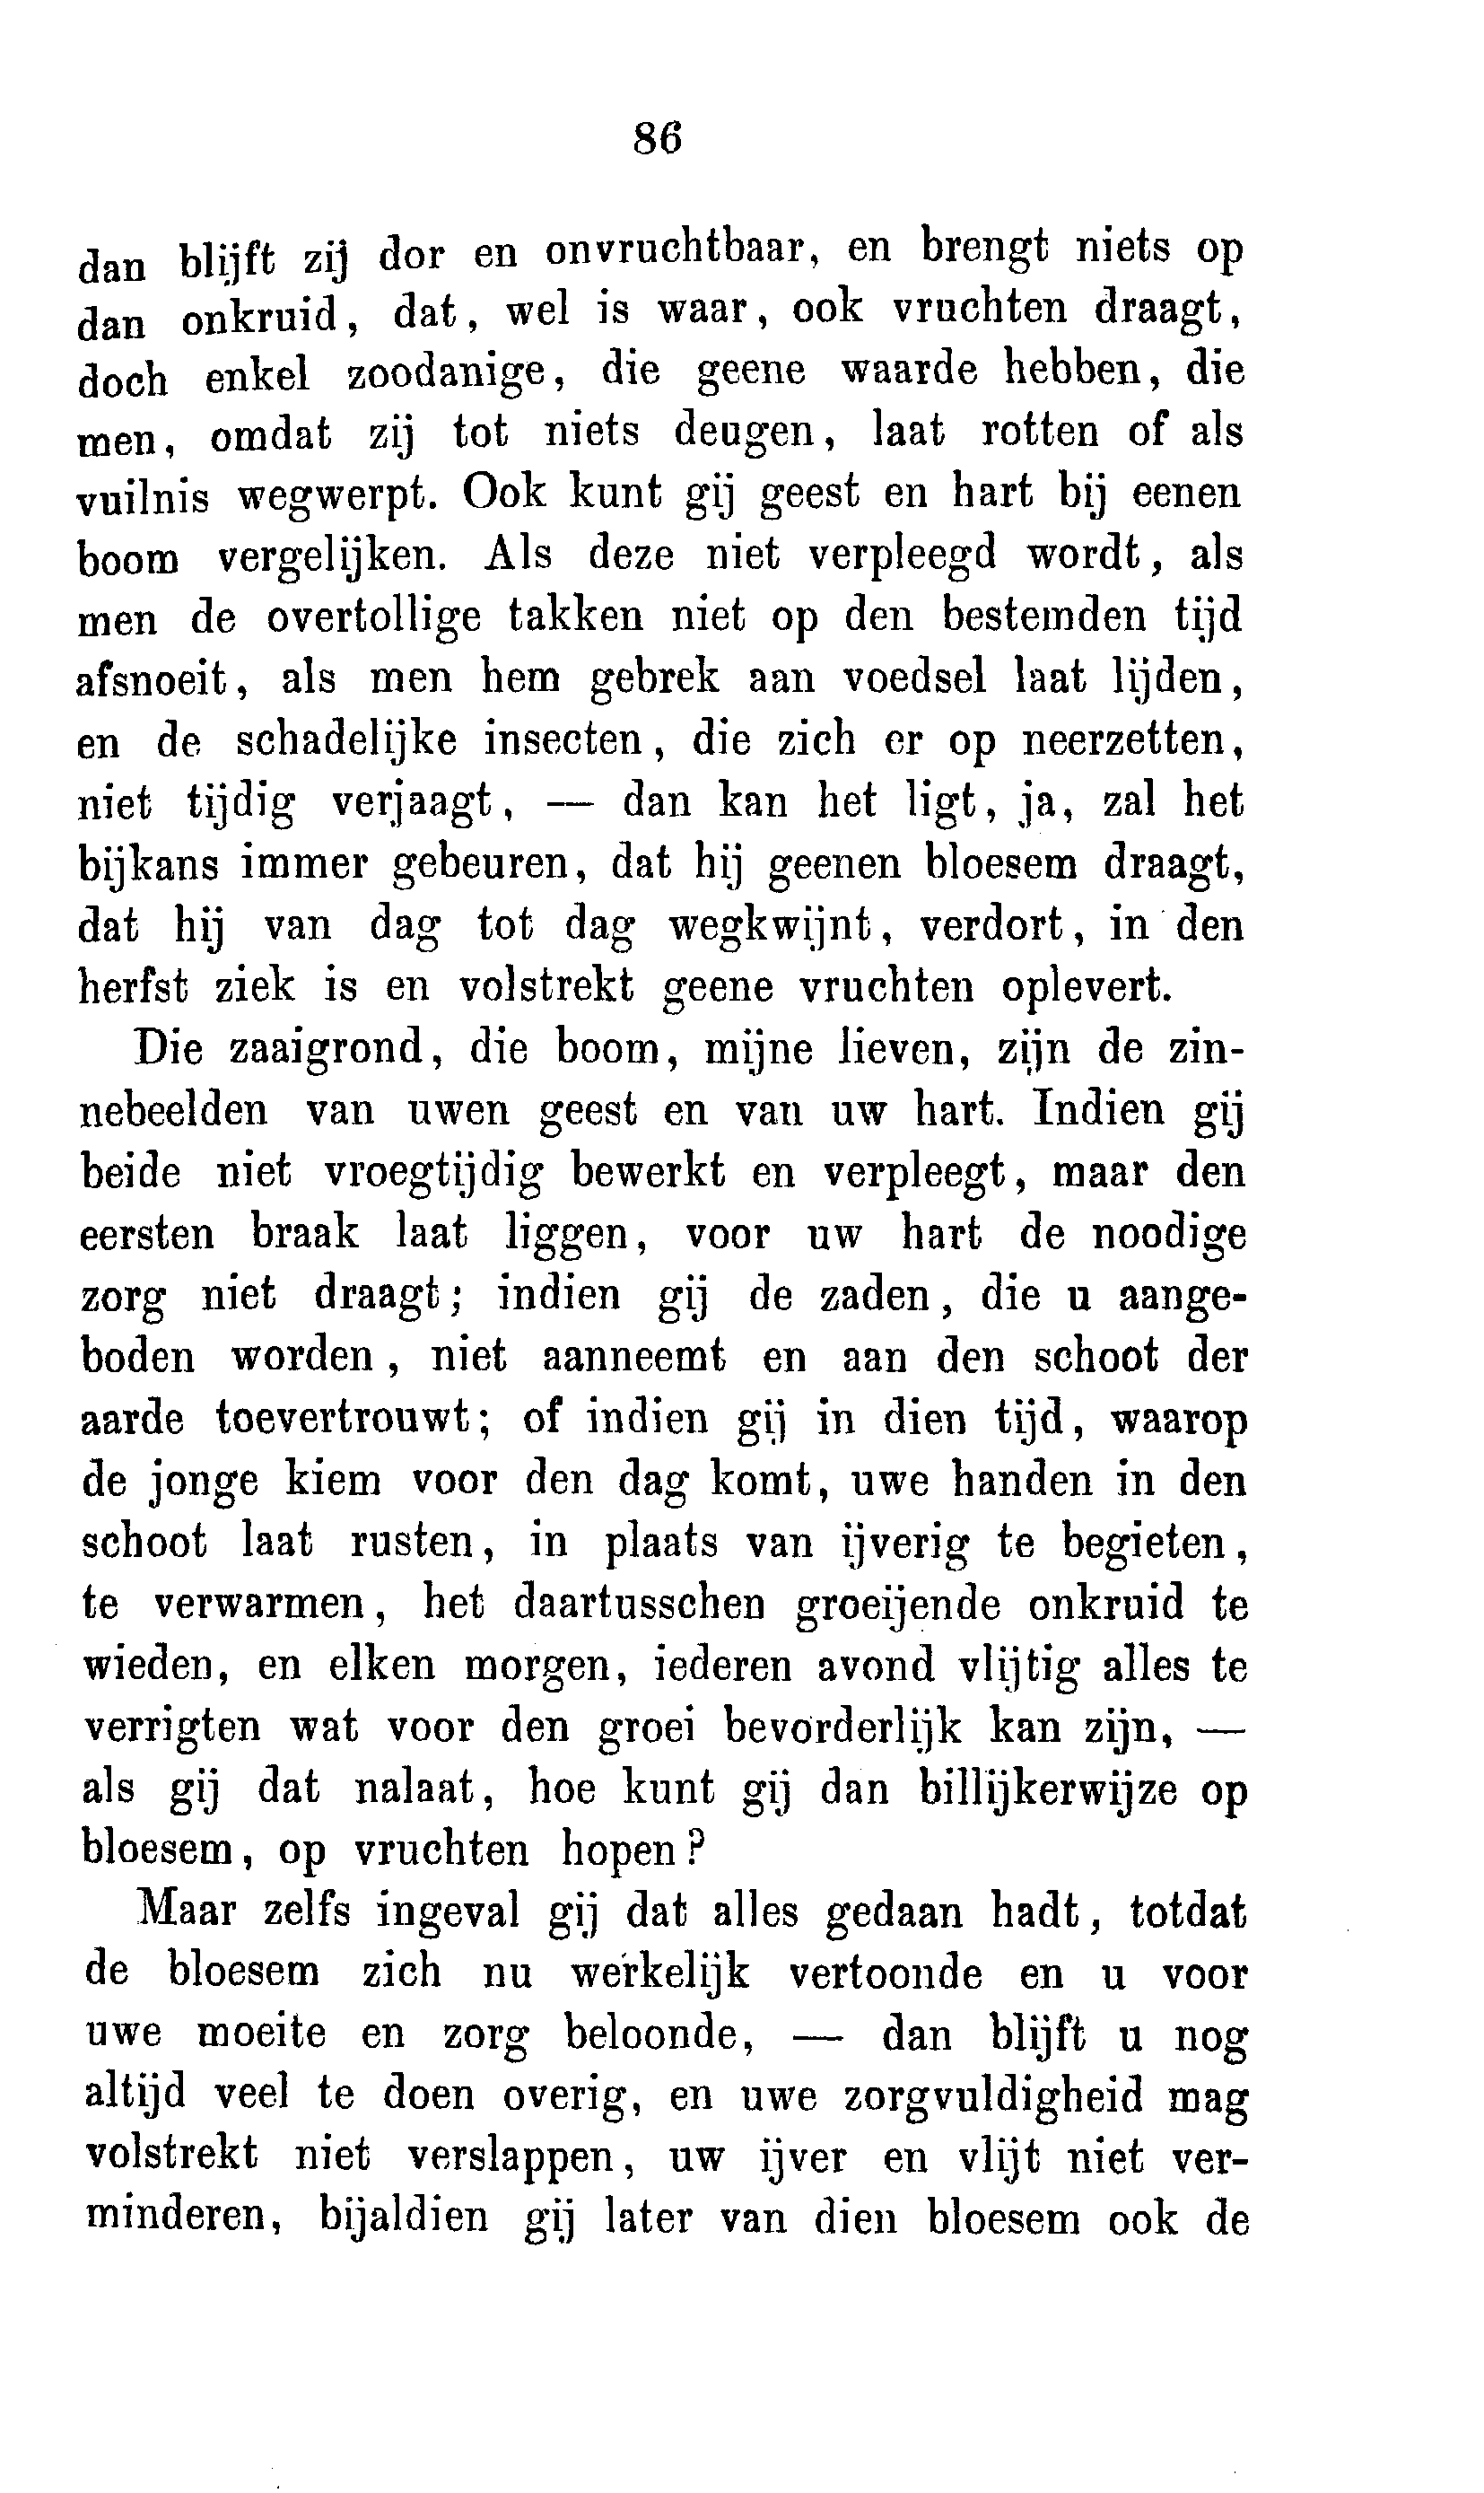 86
dan blijft zij dor en onvruchtbaar, en brengt niets op
dan onkruid, dat, wel is waar, ook vruchten draagt,
doch enkel zoodanige, die geene waarde hebben, die
men, omdat zij tot niets deugen, laat rotten of als
vuilnis wegwerpt. Ook kunt gij geest en hart bij eenen
boom vergelijken. Als deze niet verpleegd wordt, als
men de overtollige takken niet op den bestemden tijd
afsnoeit, als men hem gebrek aan voedsel laat lijden,
en de schadelijke insecten, die zich er op neerzetten,
niet tijdig verjaagt, — dan kan het ligt, ja, zal het
bijkans immer gebeuren, dat hij geenen bloesem draagt,
dat hij van dag tot dag wegkwijnt, verdort, in den
herfst ziek is en volstrekt geene vruchten oplevert.
Die zaaigrond, die boom, mijne lieven, zijn de zin-
nebeelden van uwen geest en van uw hart. Indien gij
beide niet vroegtijdig bewerkt en verpleegt, maar den
eersten braak laat liggen, voor uw hart de noodige
zorg niet draagt; indien gij de zaden, die u aange-
boden worden, niet aanneemt en aan den schoot der
aarde toevertrouwt; of indien gij in dien tijd, waarop
de jonge kiem voor den dag komt, uwe handen in den
schoot laat rusten, in plaats van ijverig te begieten,
te verwarmen, het daartusschen groeijende onkruid te
wieden, en elken morgen, iederen avond vlijtig alles te
verrigten wat voor den groei bevorderlijk kan zijn, —
als gij dat nalaat, hoe kunt gij dan billijkerwijze op
bloesem, op vruchten hopen?
Maar zelfs ingeval gij dat alles gedaan hadt, totdat
de bloesem zich nu werkelijk vertoonde en u voor
uwe moeite en zorg beloonde, — dan blijft u nog
altijd veel te doen overig, en uwe zorgvuldigheid mag
volstrekt niet verslappen, uw ijver en vlijt niet ver-
minderen, bijaldien gij later van dien bloesem ook de